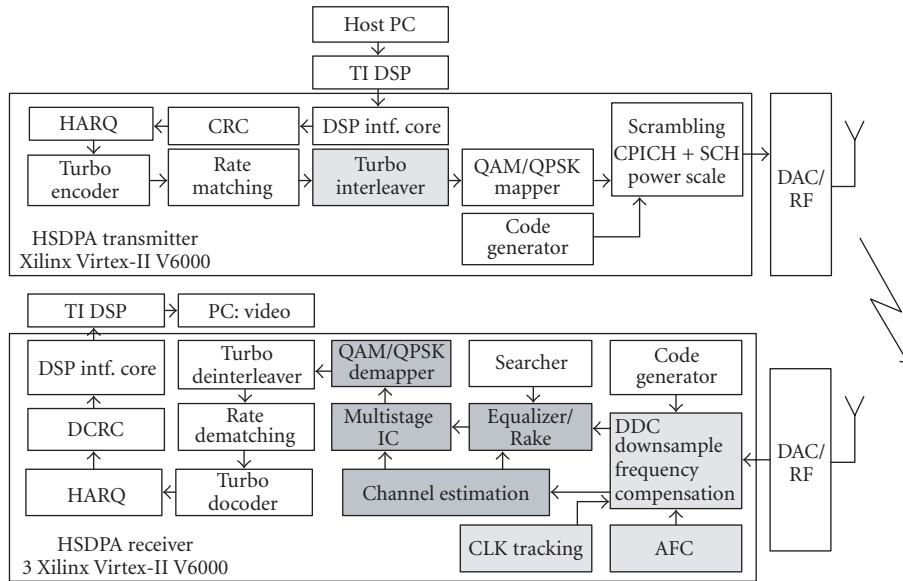 Host PC
TI DSP
HARQ
CRC
DSP intf. core
Scrambling
CPICH + SCH
power scale
DAC/
RF
Turbo
encoder
Rate
matching
Turbo
interleaver
QAM/QPSK
mapper
Code
generator
HSDPA transmitter
Xilinx Virtex-II V6000
TI DSP
PC: video
DSP intf. core
Turbo
deinterleaver
QAM/QPSK
demapper
Searcher
Code
generator
DCRC
Rate
dematching
Multistage
IC
Equalizer/
Rake
DDC
downsample
frequency
compensation
DAC/
RF
HARQ
Turbo
docoder
Channel estimation
CLK tracking
AFC
HSDPA receiver
3 Xilinx Virtex-II V6000